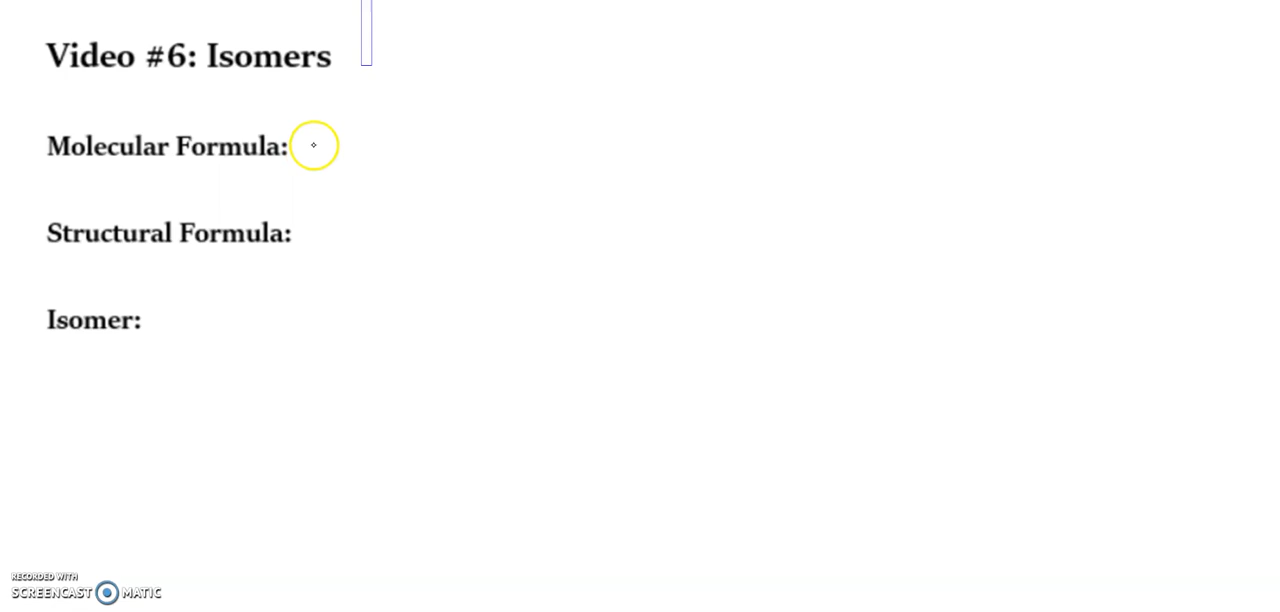 Video #6: Isomers
Molecular Formula:
Structural Formula:
Isomer:
RECORDED WITH
SCREENCAST MATIC